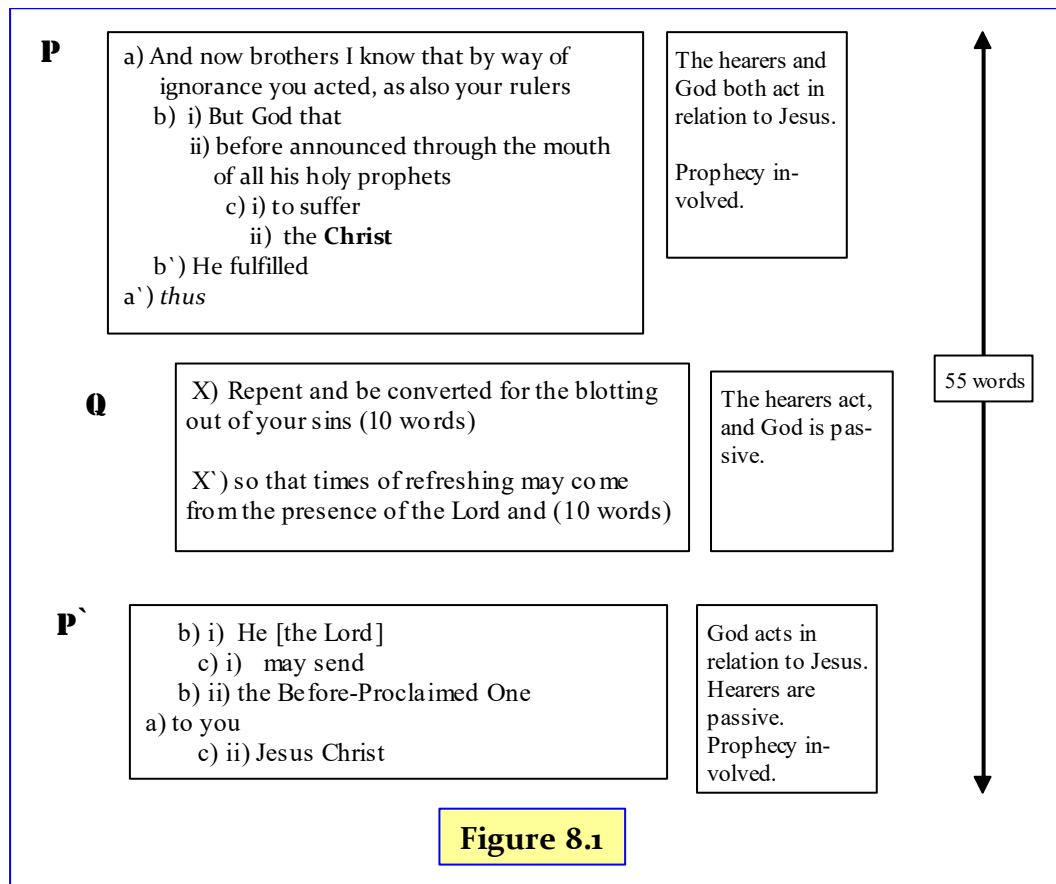 P
a) And now brothers I know that by way of
ignorance you acted, as also your rulers
b) i) But God that
ii) before announced through the mouth
of all his holy prophets
c) i) to suffer
ii) the Christ
b`) He fulfilled
a`) thus
The hearers and
God both act in
relation to Jesus.
Prophecy in-
volved.
55 words
Q
X) Repent and be converted for the blotting
out of your sins (10 words)
X`) so that times of refreshing may come
from the presence of the Lord and (10 words)
The hearers act,
and God is pas-
sive.
P`
b) i) He [the Lord]
c) i) may send
b) ii) the Before-Proclaimed One
a) to you
c) ii) Jesus Christ
God acts in
relation to Jesus.
Hearers are
passive.
Prophecy in-
volved.
Figure 8.1